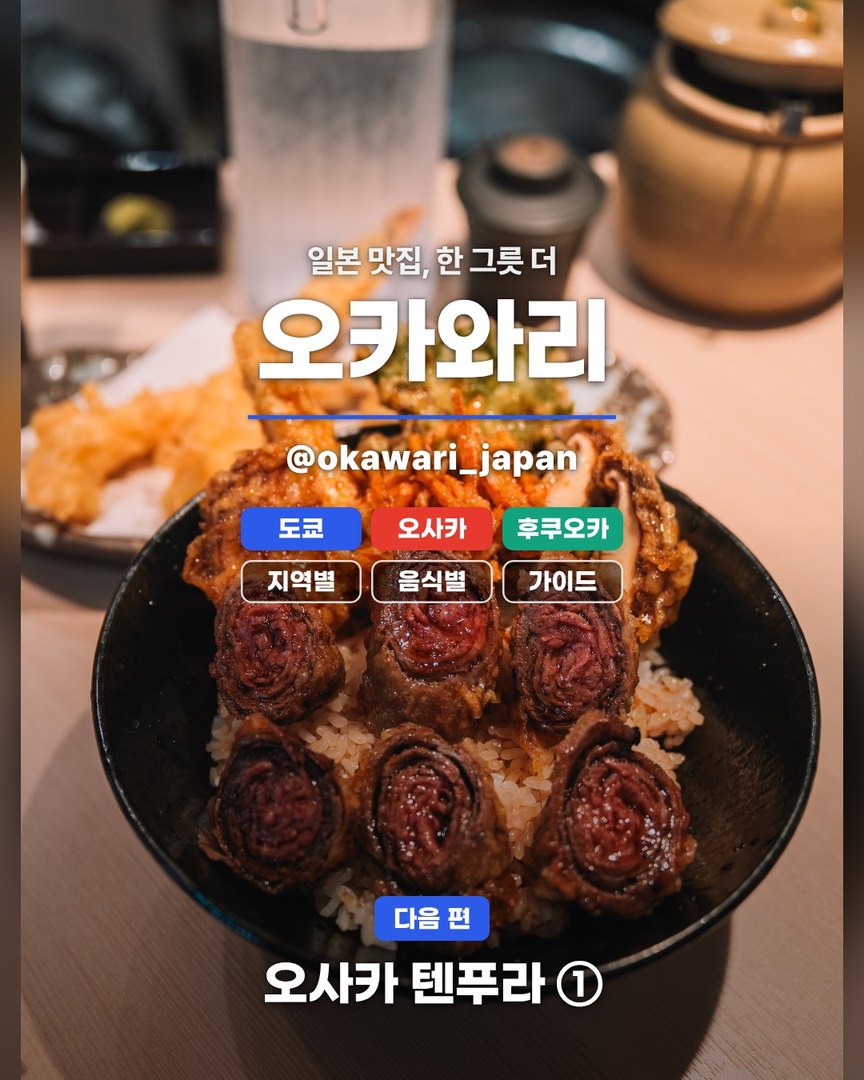 일본 맛집, 한 그릇 더
오카와리
@okawari_japan
도쿄 오사카 후쿠오카
지역별 음식별 가이드
다음 편
오사카 텐푸라 ①